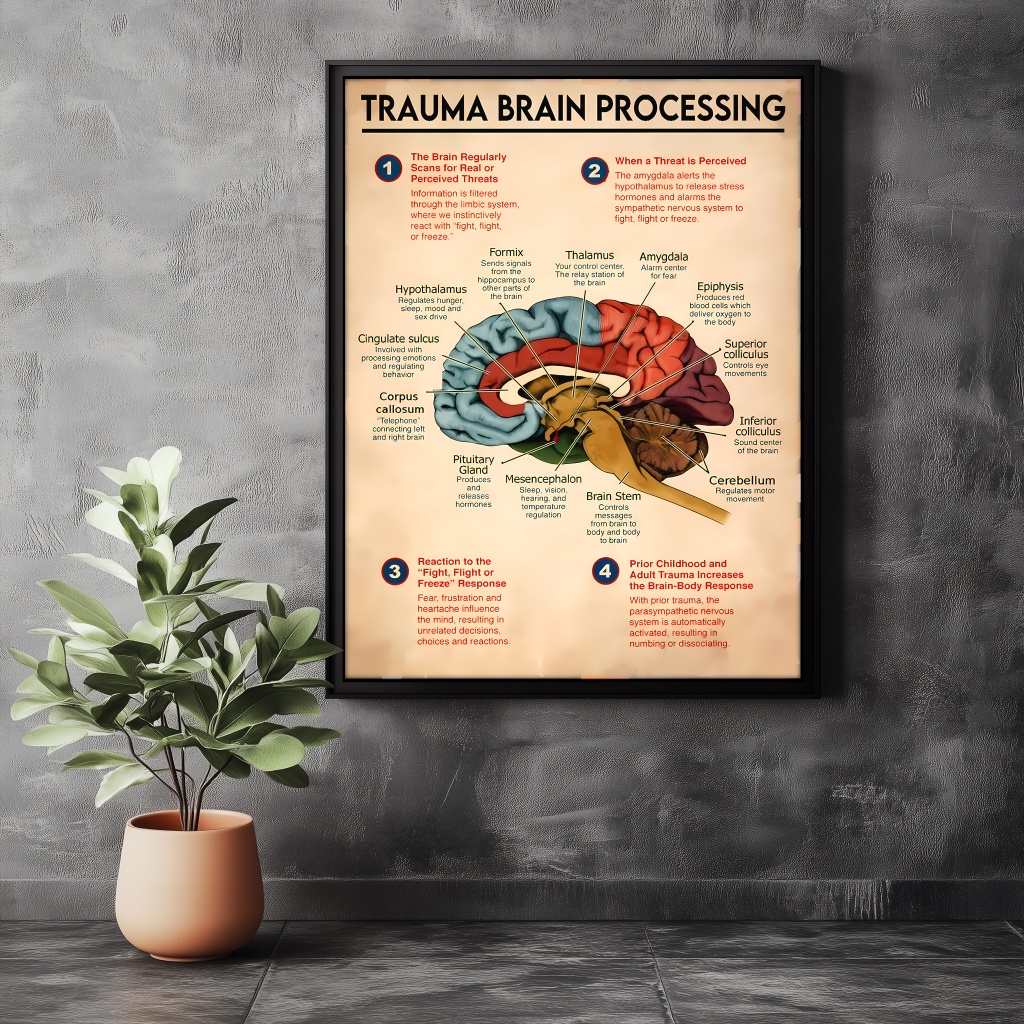 TRAUMA BRAIN PROCESSING
1
The Brain Regularly
Scans for Real or
Perceived Threats
Information is filtered
through the limbic system,
where we instinctively
react with "fight, flight,
or freeze."
2
When a Threat is Perceived
The amygdala alerts the
hypothalamus to release stress
hormones and alarms the
sympathetic nervous system to
fight, flight or freeze.
Formix
Sends signals
from the
hippocampus to
other parts of
the brain
Thalamus
Your control center.
The relay station of
the brain
Amygdala
Alarm center
for fear
Hypothalamus
Regulates hunger,
sleep, mood and
sex drive
Epiphysis
Produces red
blood cells which
deliver oxygen to
the body
Cingulate sulcus
Involved with
processing emotions
and regulating
behavior
Superior
colliculus
Controls eye
movements
Corpus
callosum
"Telephone"
connecting left
and right brain
Inferior
colliculus
Sound center
of the brain
Pituitary
Gland
Produces
and
releases
hormones
Mesencephalon
Sleep, vision,
hearing, and
temperature
regulation
Brain Stem
Controls
messages
from brain to
body and body
to brain
Cerebellum
Regulates motor
movement
3
Reaction to the
"Fight, Flight or
Freeze" Response
Fear, frustration and
heartache influence
the mind, resulting in
unrelated decisions,
choices and reactions.
4
Prior Childhood and
Adult Trauma Increases
the Brain-Body Response
With prior trauma, the
parasympathetic nervous
system is automatically
activated, resulting in
numbing or dissociating.